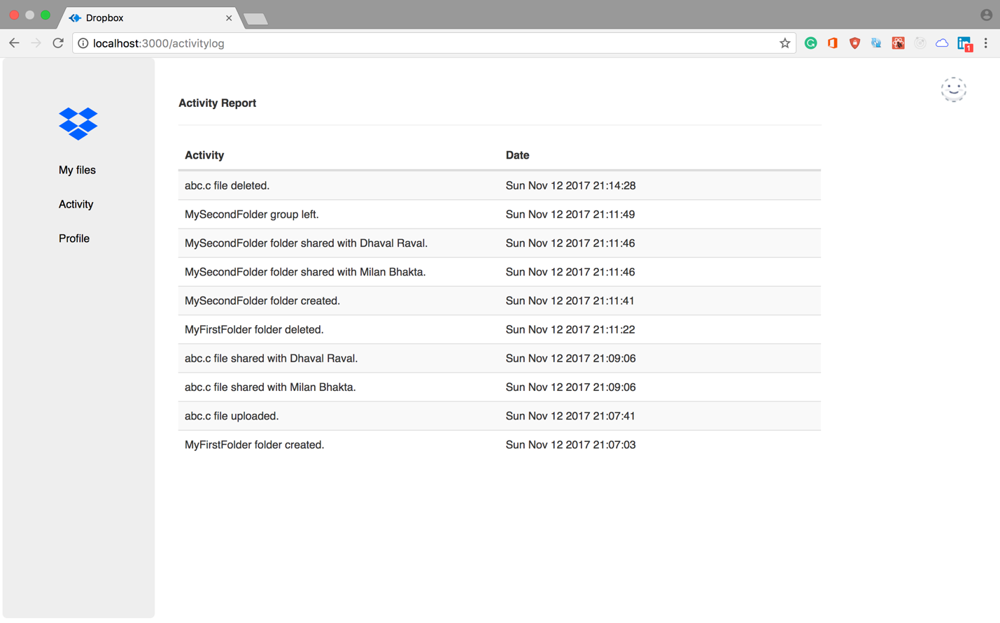 Dropbox
localhost:3000/activitylog
1
My files
Activity
Profile
Activity Report
Activity Date
abc.c file deleted. Sun Nov 12 2017 21:14:28
MySecondFolder group left. Sun Nov 12 2017 21:11:49
MySecondFolder folder shared with Dhaval Raval. Sun Nov 12 2017 21:11:46
MySecondFolder folder shared with Milan Bhakta. Sun Nov 12 2017 21:11:46
MySecondFolder folder created. Sun Nov 12 2017 21:11:41
MyFirstFolder folder deleted. Sun Nov 12 2017 21:11:22
abc.c file shared with Dhaval Raval. Sun Nov 12 2017 21:09:06
abc.c file shared with Milan Bhakta. Sun Nov 12 2017 21:09:06
abc.c file uploaded. Sun Nov 12 2017 21:07:41
MyFirstFolder folder created. Sun Nov 12 2017 21:07:03